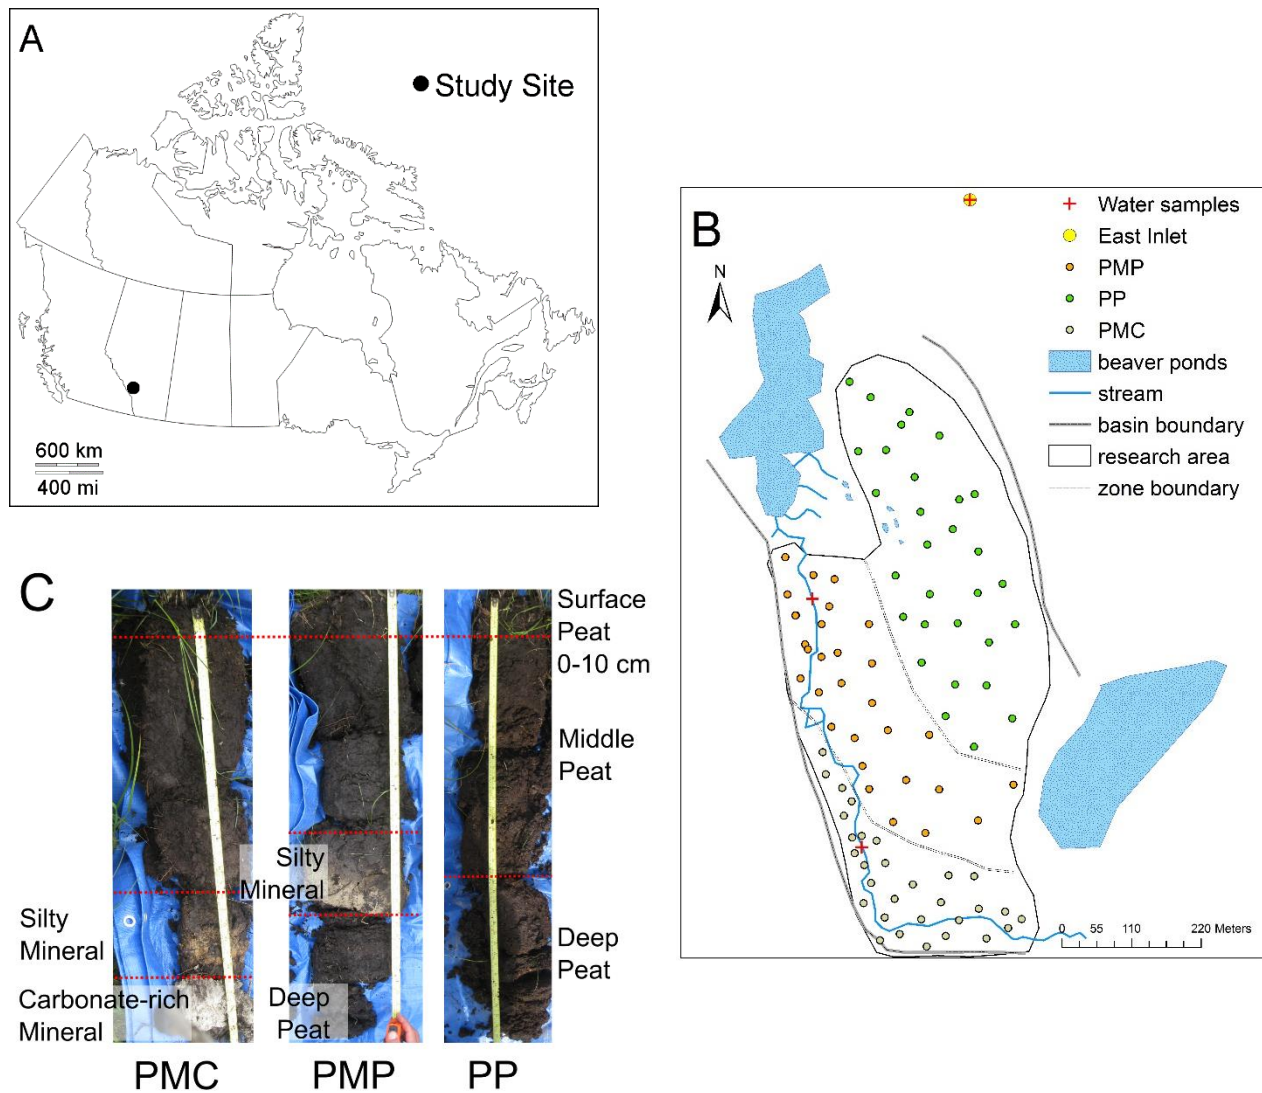 A
Study Site
600 km
400 mi
B
N
Water samples
East Inlet
PMP
PP
PMC
beaver ponds
stream
basin boundary
research area
zone boundary
0 55 110 220 Meters
C
Surface
Peat
0-10 cm
Middle
Peat
Silty
Mineral
Silty
Mineral
Deep
Peat
Carbonate-rich
Mineral
Deep
Peat
PMC
PMP
PP